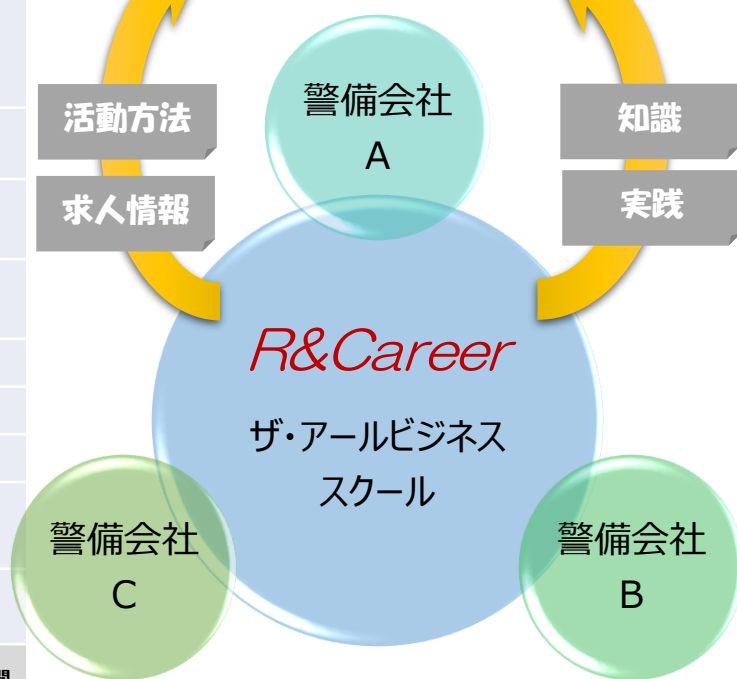 活動方法
求人情報
警備会社
A
知識
実践
R&Career
ザ・アールビジネス
スクール
警備会社
C
警備会社
B
間